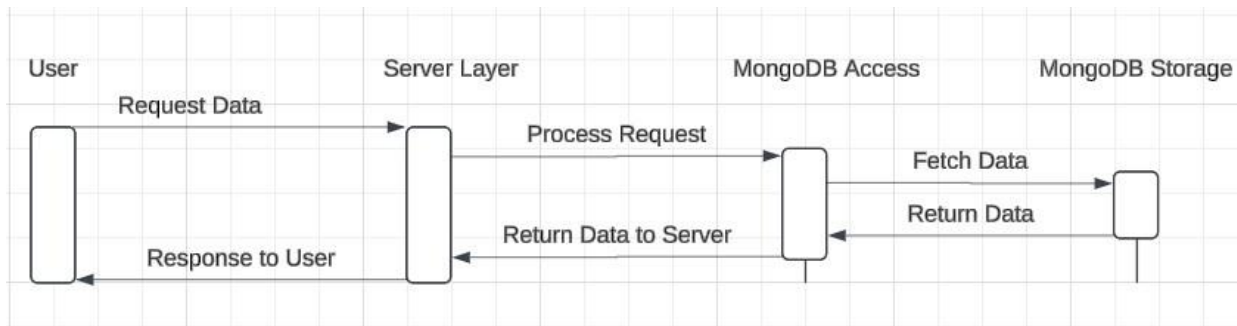 User
Server Layer
MongoDB Access
MongoDB Storage
Request Data
Process Request
Fetch Data
Return Data
Return Data to Server
Response to User